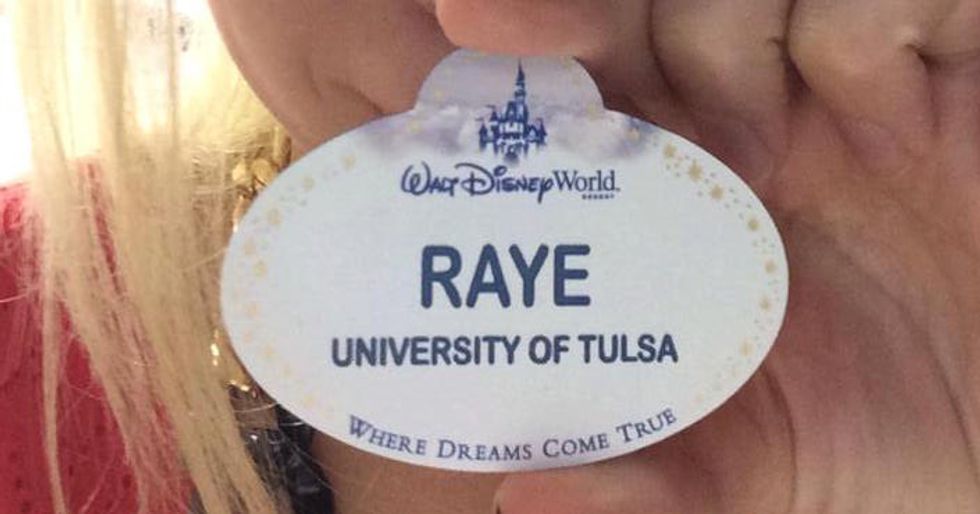 WALT DISNEY World.
RESORT
RAYE
UNIVERSITY OF TULSA
WHERE DREAMS COME TRUE